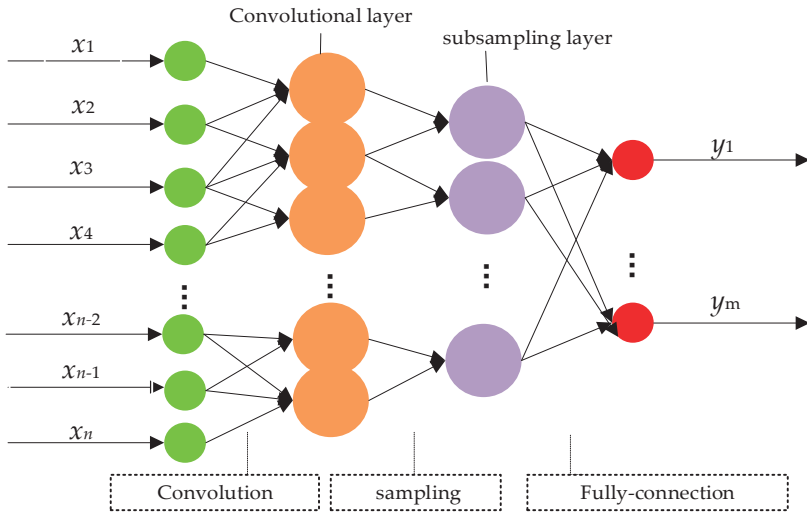 Convolutional layer
subsampling layer
x1
x2
x3
x4
xn-2
xn-1
xn
y1
ym
Convolution
sampling
Fully-connection